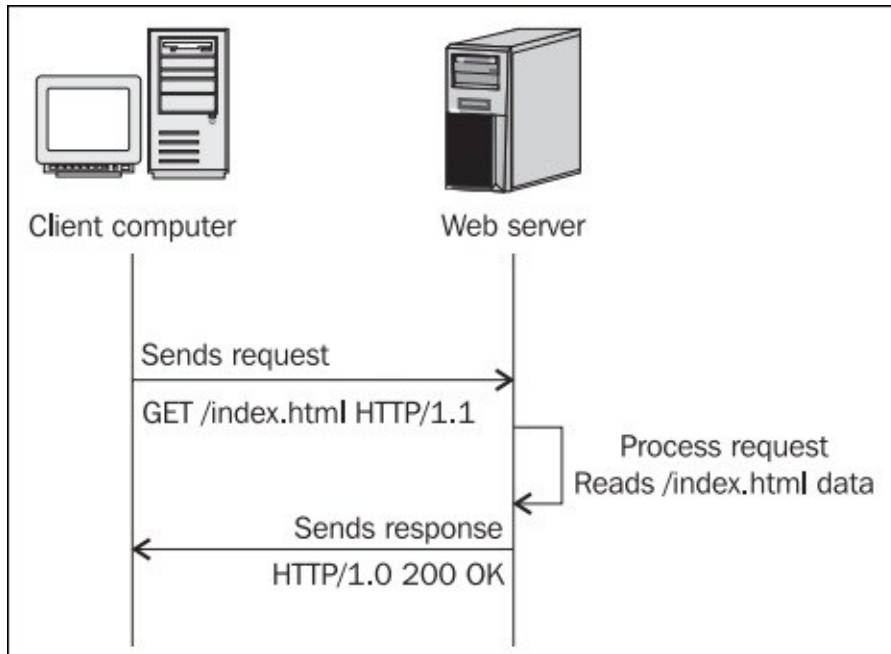 Client computer
Web server
Sends request
GET /index.html HTTP/1.1
Process request
Reads /index.html data
Sends response
HTTP/1.0 200 OK